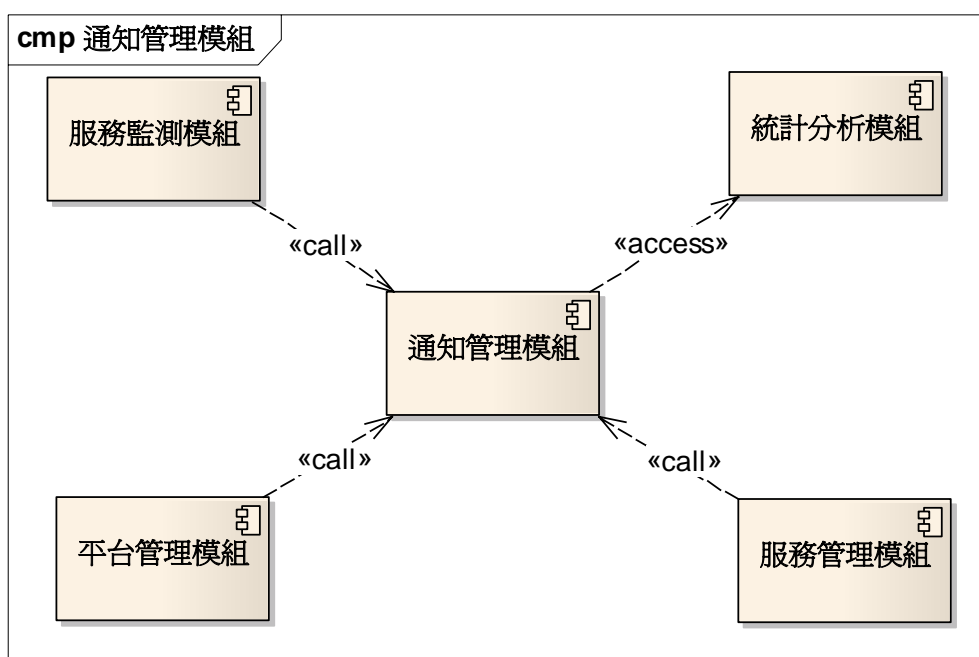 cmp 通知管理模組
服務監測模組
統計分析模組
«call»
«access»
通知管理模組
«call»
«call»
平台管理模組
服務管理模組